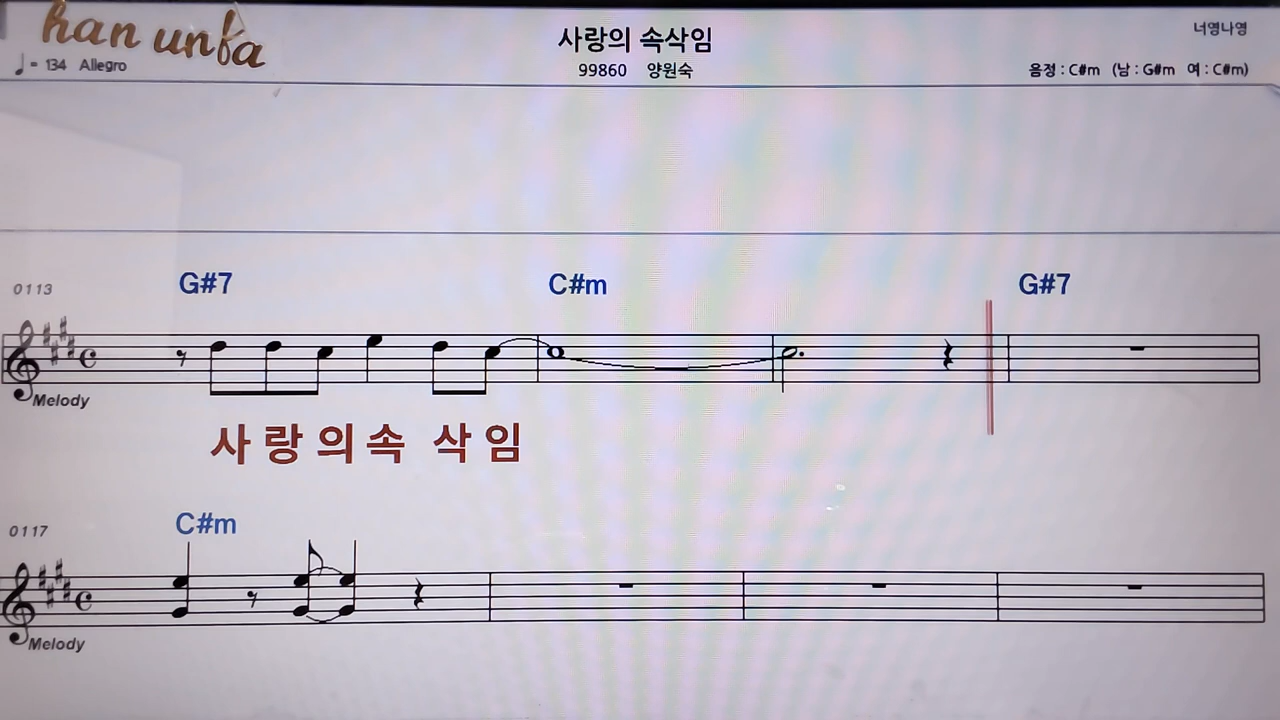 han unfa
사랑의 속삭임
너영나영
♩= 134 Allegro
99860 양원숙
음정 : C#m (남 : G#m 여 : C#m)
0113
G#7 C#m G#7
Melody
사 랑 의 속 삭 임
0117
C#m
Melody